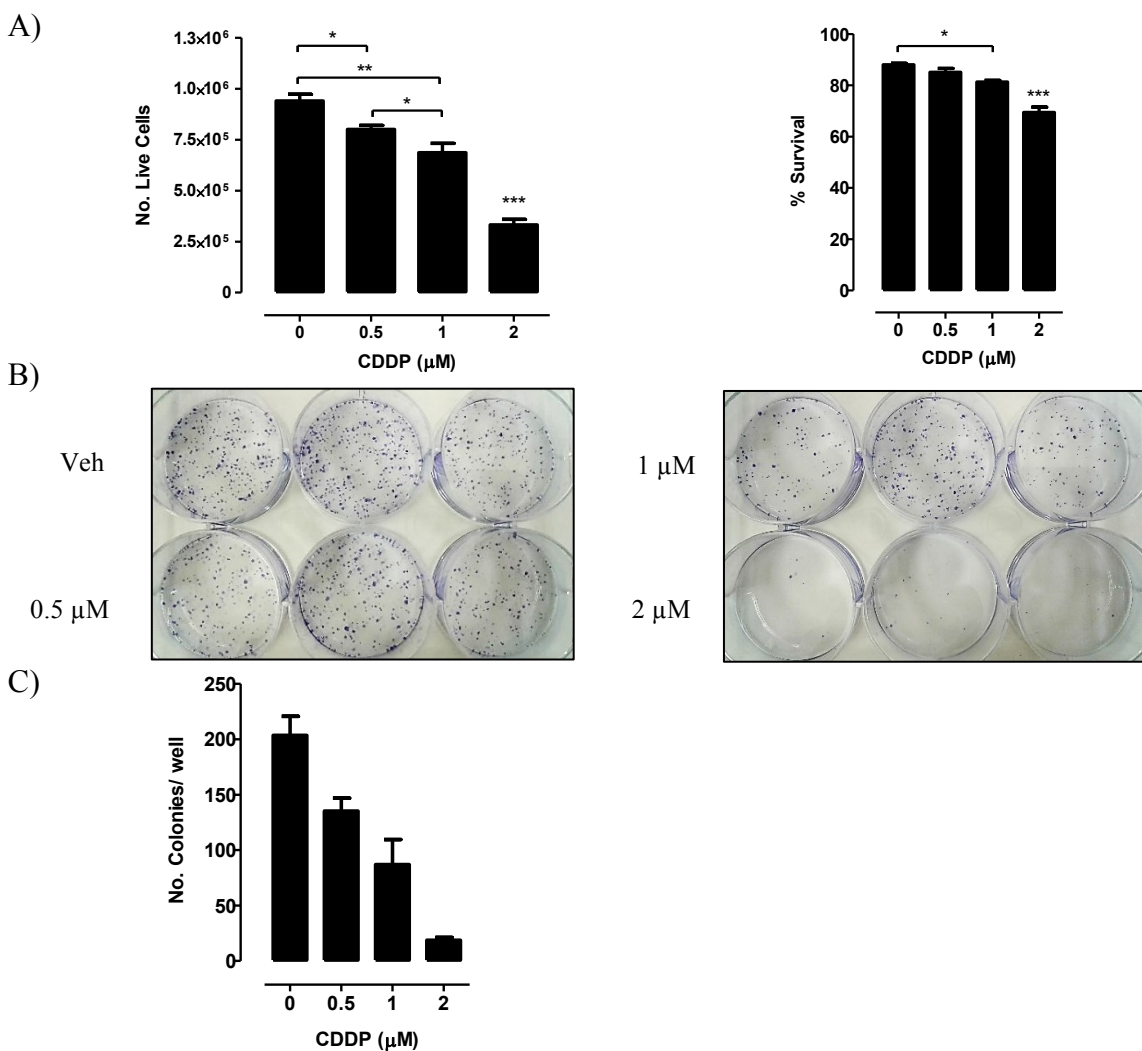 A)
1.3×10⁶
1.0×10⁶
7.5×10⁵
5.0×10⁵
2.5×10⁵
0
No. Live Cells
*
**
*
***
0 0.5 1 2
CDDP (μM)
100
80
60
40
20
0
% Survival
*
***
0 0.5 1 2
CDDP (μM)
B)
Veh
0.5 μM
1 μM
2 μM
C)
250
200
150
100
50
0
No. Colonies/ well
0 0.5 1 2
CDDP (μM)